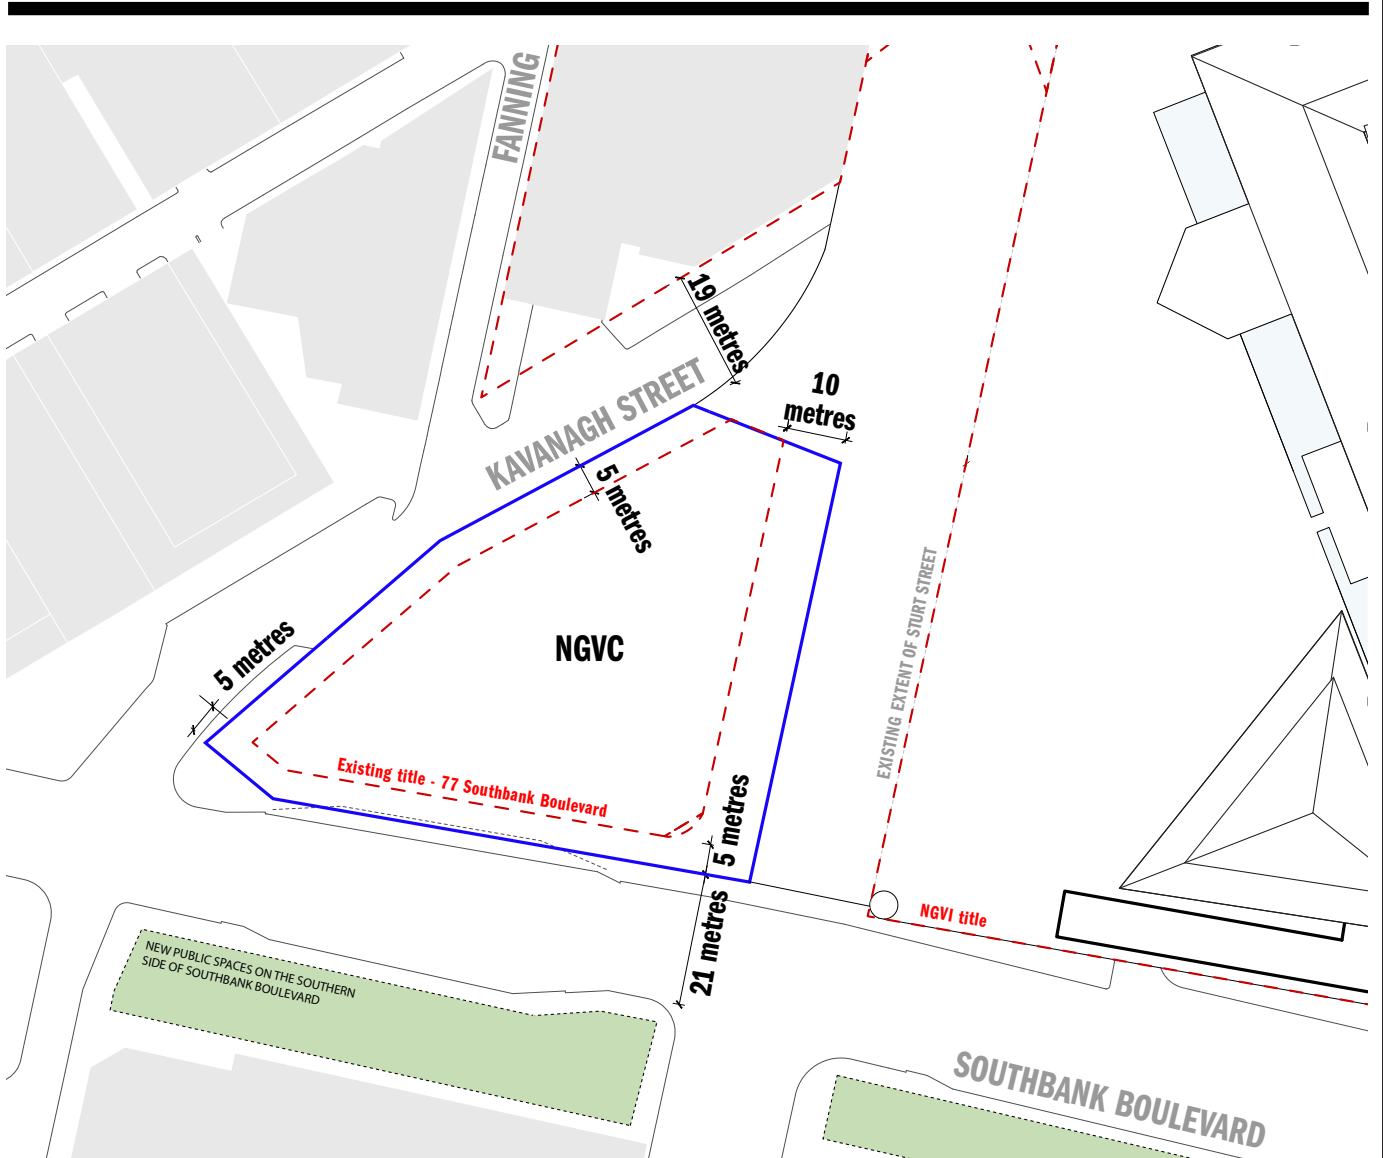 FANNING
19 metres
KAVANAGH STREET
10
metres
5 metres
NGVC
5 metres
EXISTING EXTENT OF STURT STREET
Existing title - 77 Southbank Boulevard
5 metres
21 metres
NGVI title
NEW PUBLIC SPACES ON THE SOUTHERN
SIDE OF SOUTHBANK BOULEVARD
SOUTHBANK BOULEVARD